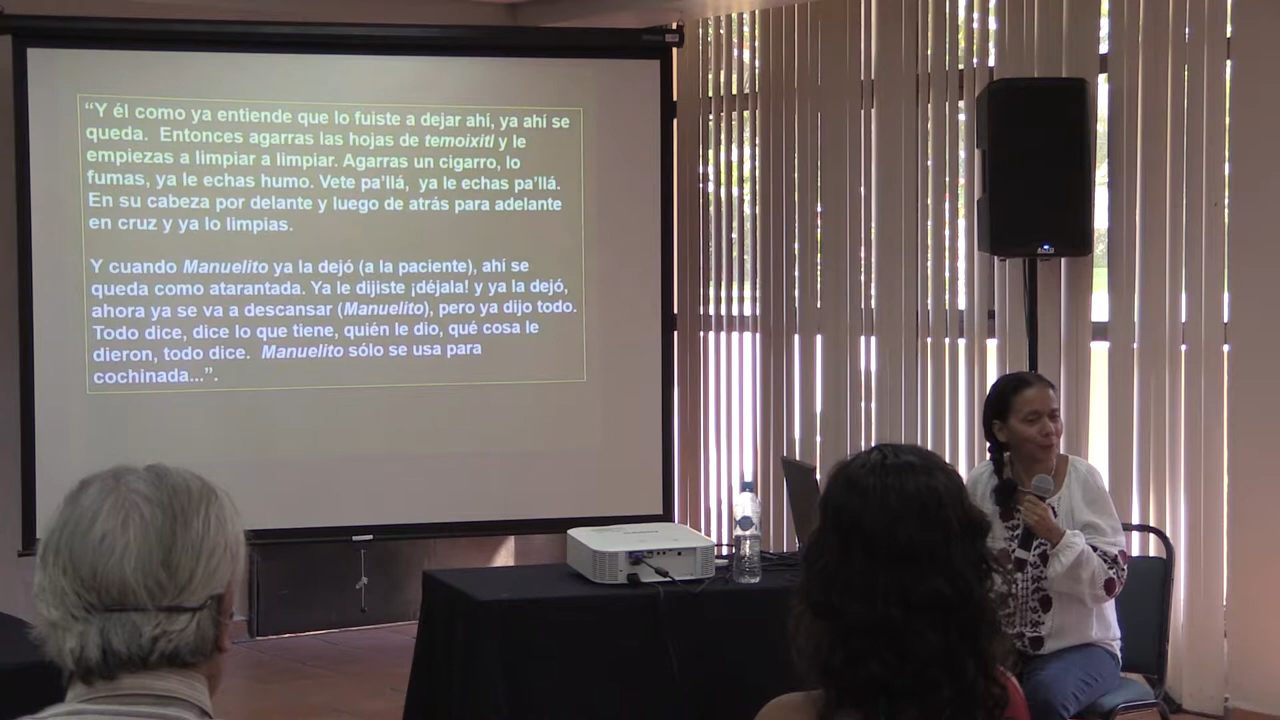 “Y él como ya entiende que lo fuiste a dejar ahí, ya ahí se
queda.  Entonces agarras las hojas de temoixitl y le
empiezas a limpiar a limpiar. Agarras un cigarro, lo
fumas, ya le echas humo. Vete pa’llá,  ya le echas pa’llá.
En su cabeza por delante y luego de atrás para adelante
en cruz y ya lo limpias.
Y cuando Manuelito ya la dejó (a la paciente), ahí se
queda como atarantada. Ya le dijiste ¡déjala! y ya la dejó,
ahora ya se va a descansar (Manuelito), pero ya dijo todo.
Todo dice, dice lo que tiene, quién le dio, qué cosa le
dieron, todo dice.  Manuelito sólo se usa para
cochinada...”.